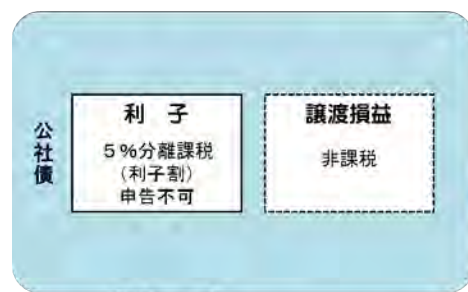 公社債
利 子
5%分離課税
(利子割)
申告不可
譲渡損益
非課税